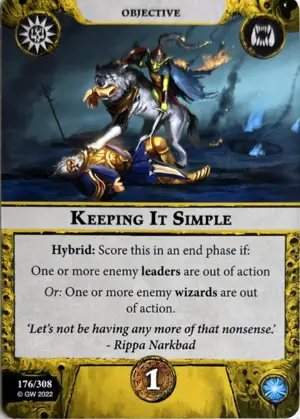 OBJECTIVE
KEEPING IT SIMPLE
Hybrid: Score this in an end phase if:
One or more enemy leaders are out of action
Or: One or more enemy wizards are out
of action.
'Let's not be having any more of that nonsense.'
- Rippa Narkbad
176/308
© GW 2022
1